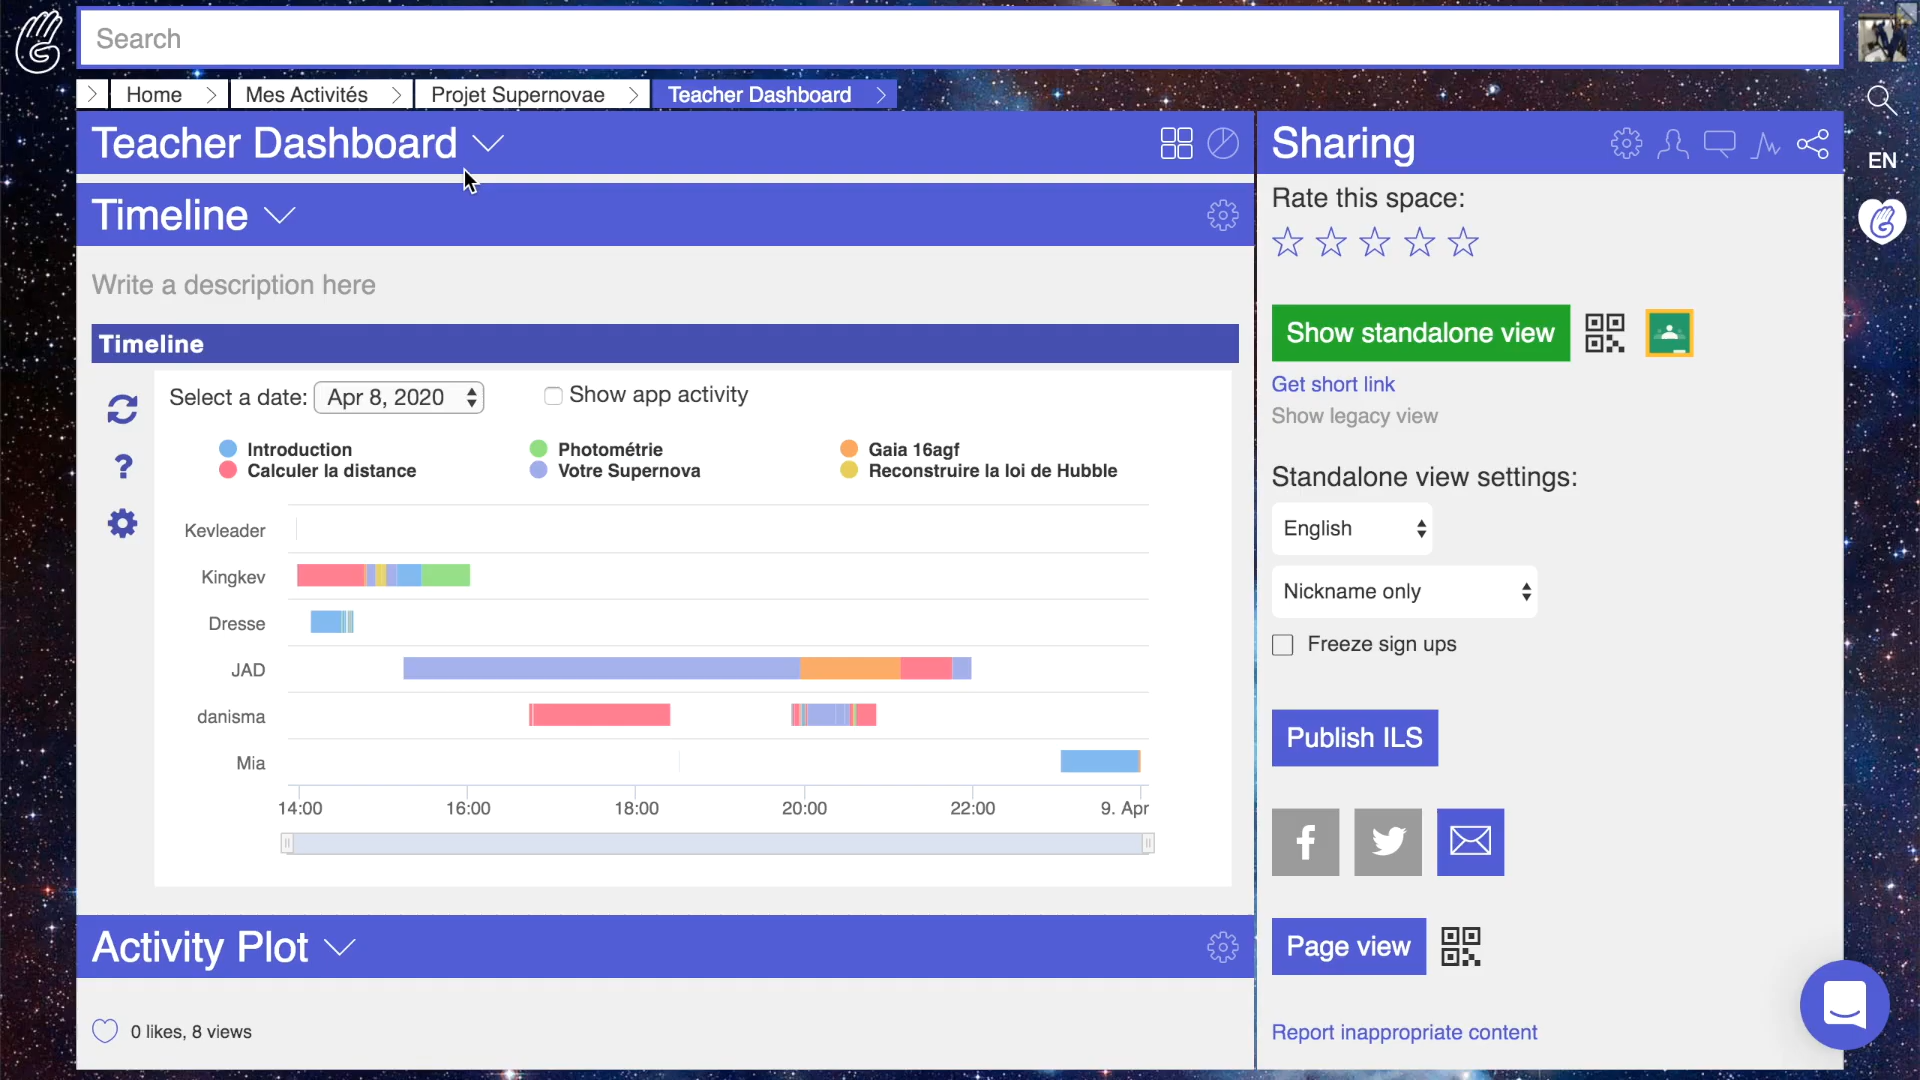 Search
Home
Mes Activités
Projet Supernovae
Teacher Dashboard
Teacher Dashboard
Timeline
Write a description here
Timeline
Select a date: Apr 8, 2020
Show app activity
Introduction
Photométrie
Gaia 16agf
Calculer la distance
Votre Supernova
Reconstruire la loi de Hubble
Kevleader
Kingkev
Dresse
JAD
danisma
Mia
14:00 16:00 18:00 20:00 22:00 9. Apr
Activity Plot
0 likes, 8 views
Sharing
Rate this space:
Show standalone view
Get short link
Show legacy view
Standalone view settings:
English
Nickname only
Freeze sign ups
Publish ILS
Page view
Report inappropriate content
EN